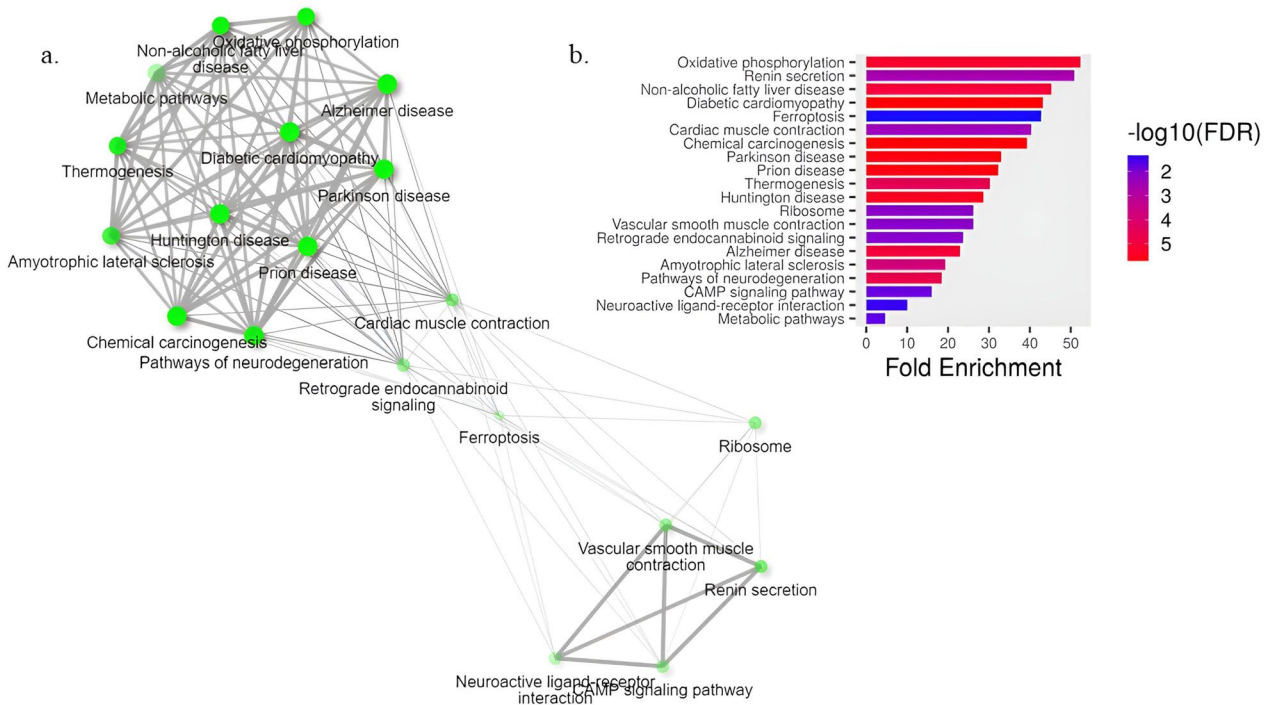 a.
Oxidative phosphorylation
Non-alcoholic fatty liver
disease
Metabolic pathways
Alzheimer disease
Diabetic cardiomyopathy
Thermogenesis
Parkinson disease
Huntington disease
Amyotrophic lateral sclerosis
Prion disease
Cardiac muscle contraction
Chemical carcinogenesis
Pathways of neurodegeneration
Retrograde endocannabinoid
signaling
Ferroptosis
Ribosome
Vascular smooth muscle
contraction
Renin secretion
Neuroactive ligand-receptor
interaction
CAMP signaling pathway
b.
Oxidative phosphorylation
Renin secretion
Non-alcoholic fatty liver disease
Diabetic cardiomyopathy
Ferroptosis
Cardiac muscle contraction
Chemical carcinogenesis
Parkinson disease
Prion disease
Thermogenesis
Huntington disease
Ribosome
Vascular smooth muscle contraction
Retrograde endocannabinoid signaling
Alzheimer disease
Amyotrophic lateral sclerosis
Pathways of neurodegeneration
CAMP signaling pathway
Neuroactive ligand receptor interaction
Metabolic pathways
0 10 20 30 40 50
Fold Enrichment
-log10(FDR)
2
3
4
5